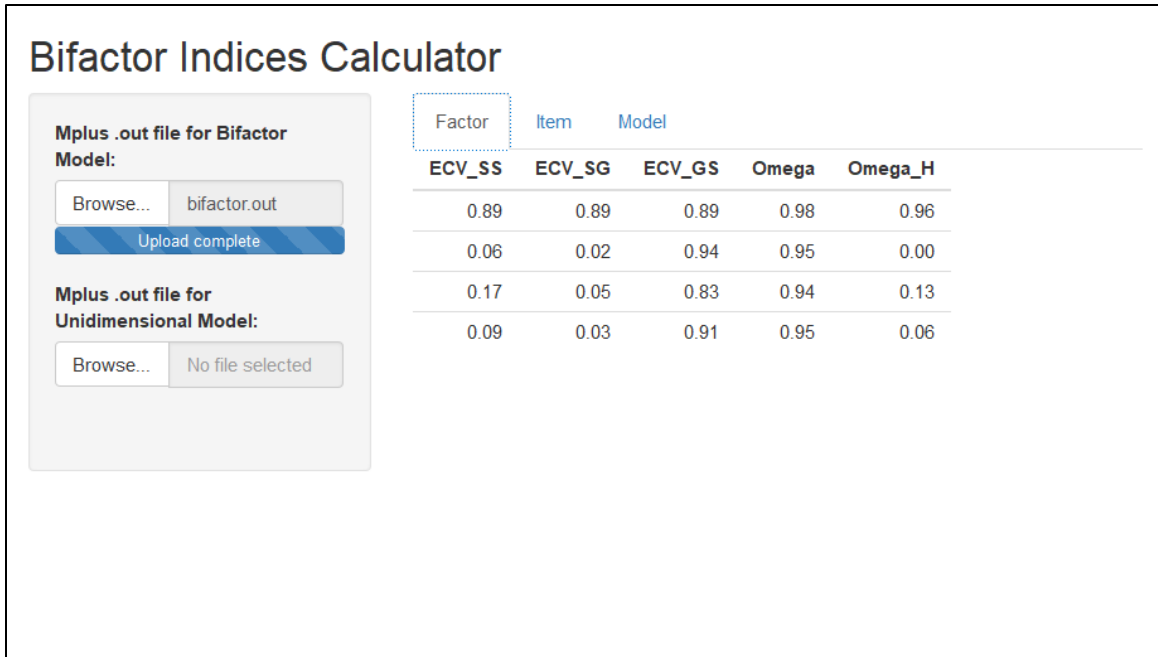 Bifactor Indices Calculator
Mplus .out file for Bifactor
Model:
Browse... bifactor.out
Upload complete
Mplus .out file for
Unidimensional Model:
Browse... No file selected
Factor Item Model
ECV_SS ECV_SG ECV_GS Omega Omega_H
0.89 0.89 0.89 0.98 0.96
0.06 0.02 0.94 0.95 0.00
0.17 0.05 0.83 0.94 0.13
0.09 0.03 0.91 0.95 0.06